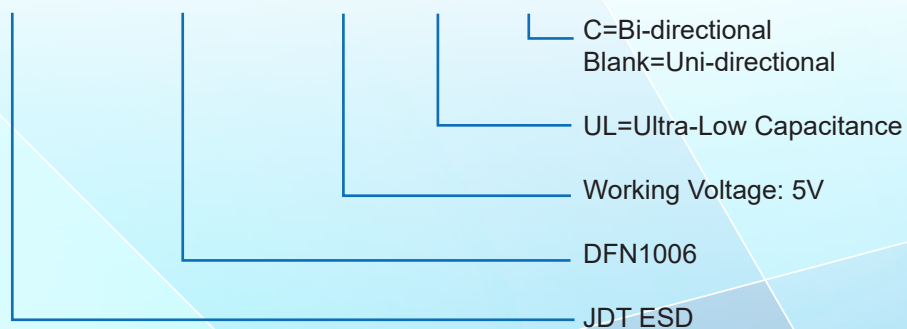 C=Bi-directional
Blank=Uni-directional
UL=Ultra-Low Capacitance
Working Voltage: 5V
DFN1006
JDT ESD